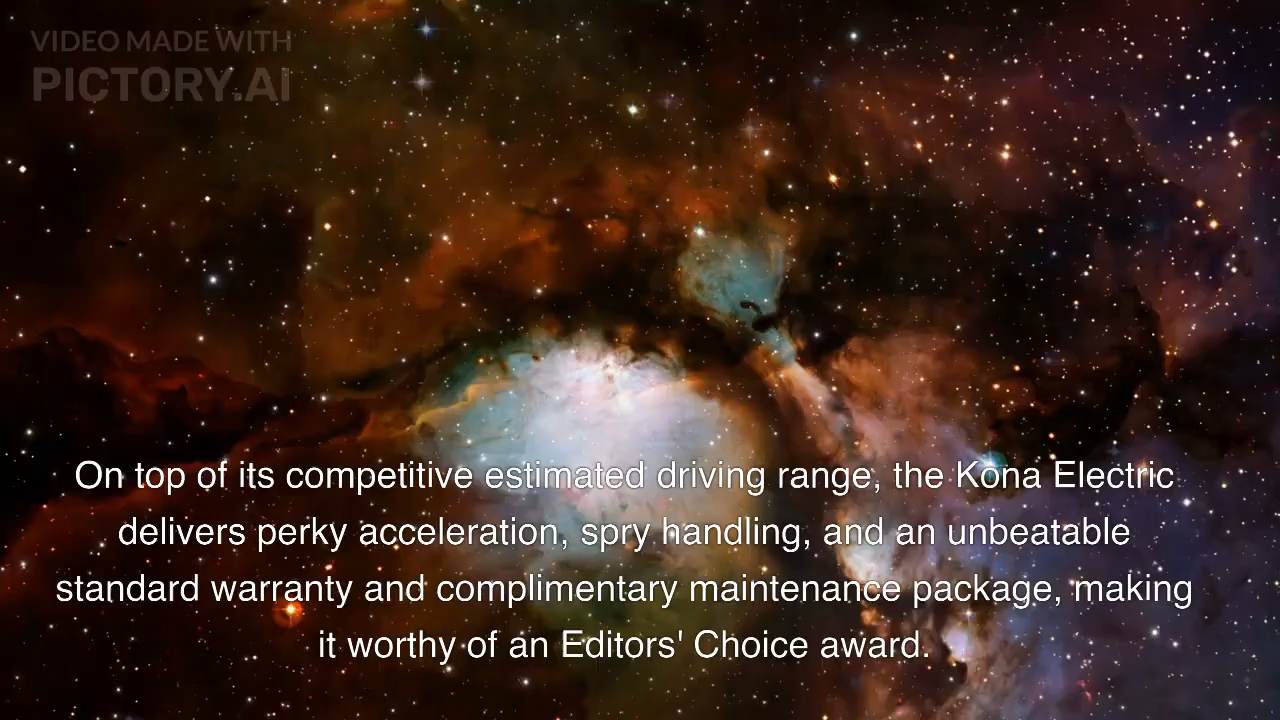 VIDEO MADE WITH
PICTORY.AI
On top of its competitive estimated driving range, the Kona Electric
delivers perky acceleration, spry handling, and an unbeatable
standard warranty and complimentary maintenance package, making
it worthy of an Editors' Choice award.